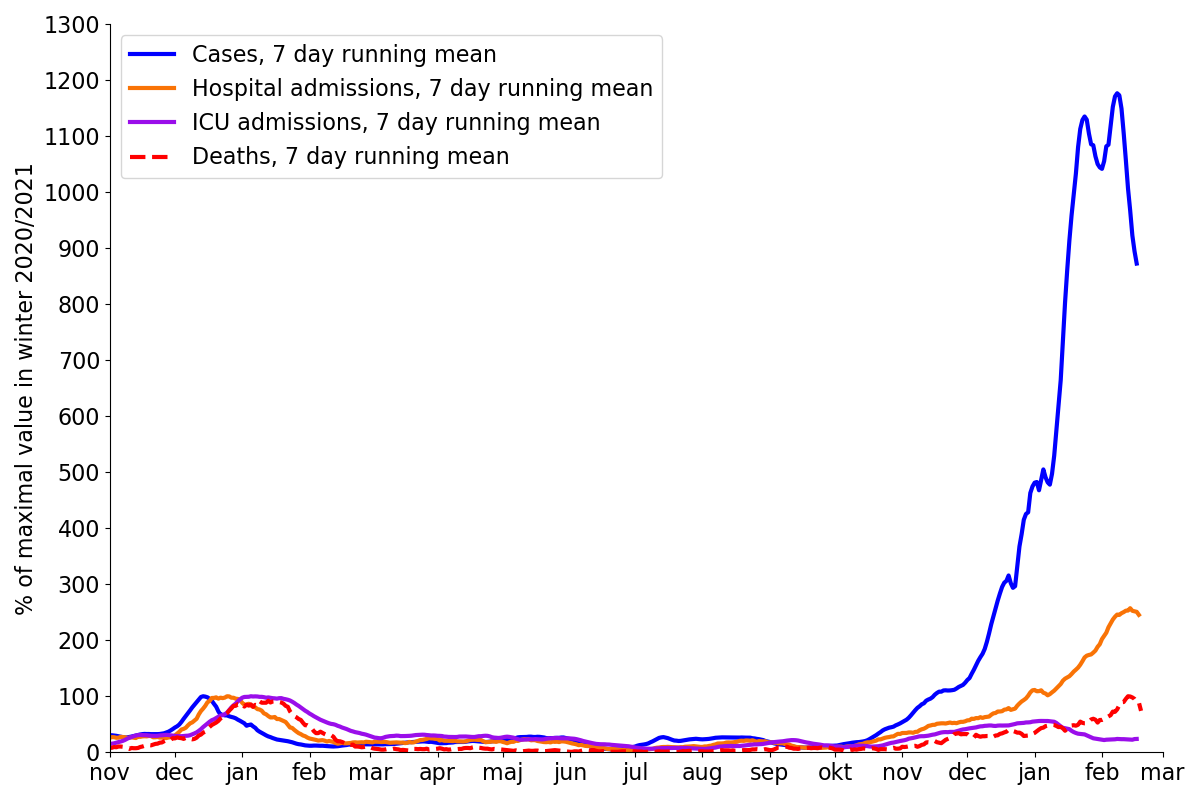 1300
1200
1100
1000
900
800
700
600
500
400
300
200
100
0
% of maximal value in winter 2020/2021
Cases, 7 day running mean
Hospital admissions, 7 day running mean
ICU admissions, 7 day running mean
Deaths, 7 day running mean
nov dec jan feb mar apr maj jun jul aug sep okt nov dec jan feb mar